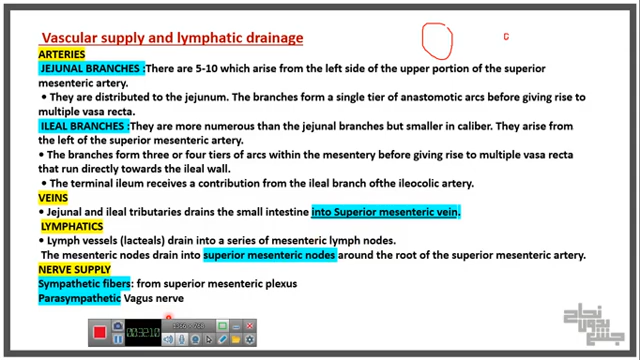 Vascular supply and lymphatic drainage
ARTERIES
JEJUNAL BRANCHES :There are 5-10 which arise from the left side of the upper portion of the superior
mesenteric artery.
• They are distributed to the jejunum. The branches form a single tier of anastomotic arcs before giving rise to
multiple vasa recta.
ILEAL BRANCHES :They are more numerous than the jejunal branches but smaller in caliber. They arise from
the left of the superior mesenteric artery.
• The branches form three or four tiers of arcs within the mesentery before giving rise to multiple vasa recta
that run directly towards the ileal wall.
• The terminal ileum receives a contribution from the ileal branch ofthe ileocolic artery.
VEINS
• Jejunal and ileal tributaries drains the small intestine into Superior mesenteric vein.
LYMPHATICS
• Lymph vessels (lacteals) drain into a series of mesenteric lymph nodes.
The mesenteric nodes drain into superior mesenteric nodes around the root of the superior mesenteric artery.
NERVE SUPPLY
Sympathetic fibers: from superior mesenteric plexus
Parasympathetic Vagus nerve
نجاح
بدون